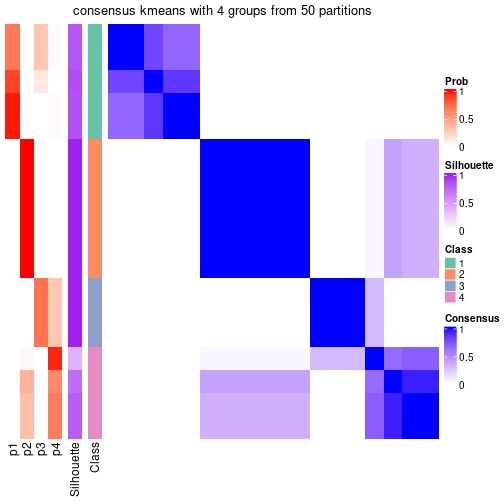 consensus kmeans with 4 groups from 50 partitions
Prob
1
0.5
0
Silhouette
1
0.5
0
Class
1
2
3
4
Consensus
1
0.5
0
p1
p2
p3
p4
Silhouette
Class